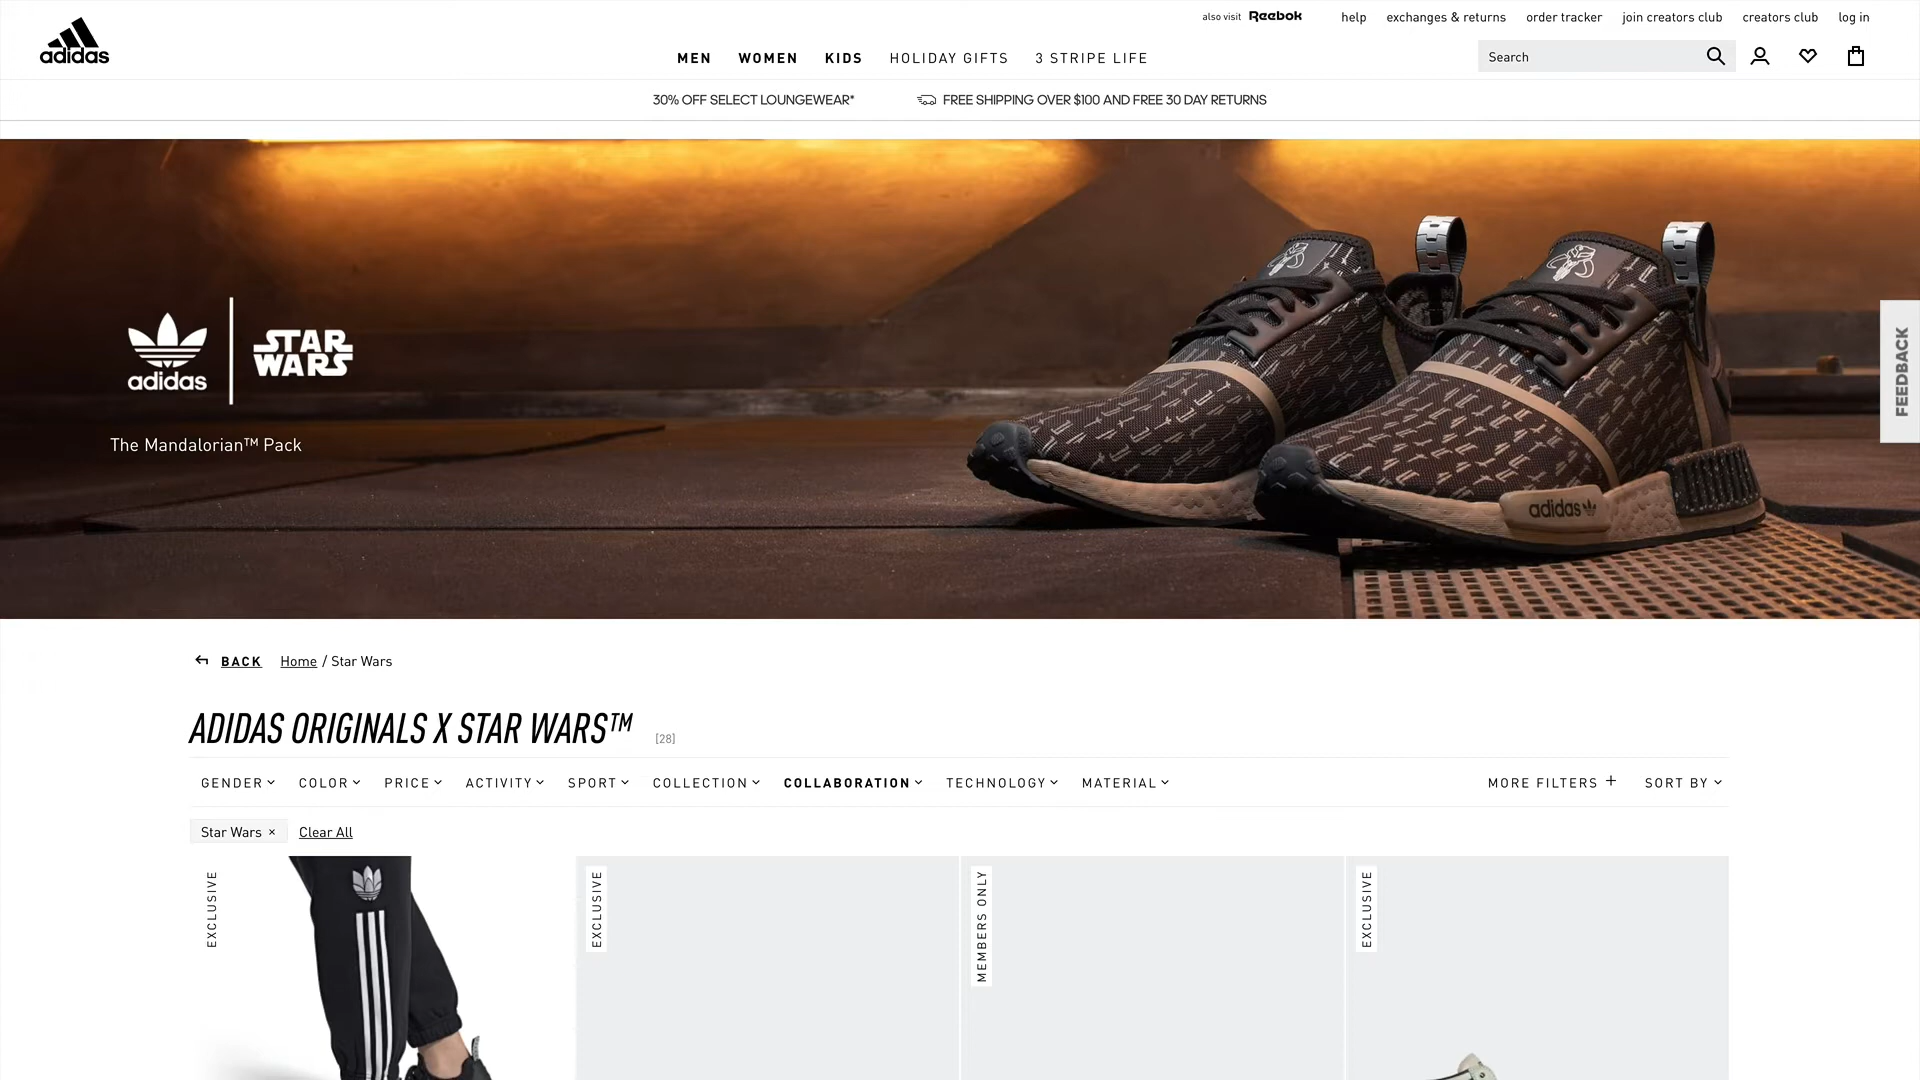 also visit Reebok
help
exchanges & returns
order tracker
join creators club
creators club
log in
adidas
MEN
WOMEN
KIDS
HOLIDAY GIFTS
3 STRIPE LIFE
Search
30% OFF SELECT LOUNGEWEAR*
FREE SHIPPING OVER $100 AND FREE 30 DAY RETURNS
adidas
STAR WARS
The Mandalorian™ Pack
adidas
FEEDBACK
BACK
Home / Star Wars
ADIDAS ORIGINALS X STAR WARS™ [28]
GENDER
COLOR
PRICE
ACTIVITY
SPORT
COLLECTION
COLLABORATION
TECHNOLOGY
MATERIAL
MORE FILTERS +
SORT BY
Star Wars ×
Clear All
EXCLUSIVE
EXCLUSIVE
MEMBERS ONLY
EXCLUSIVE